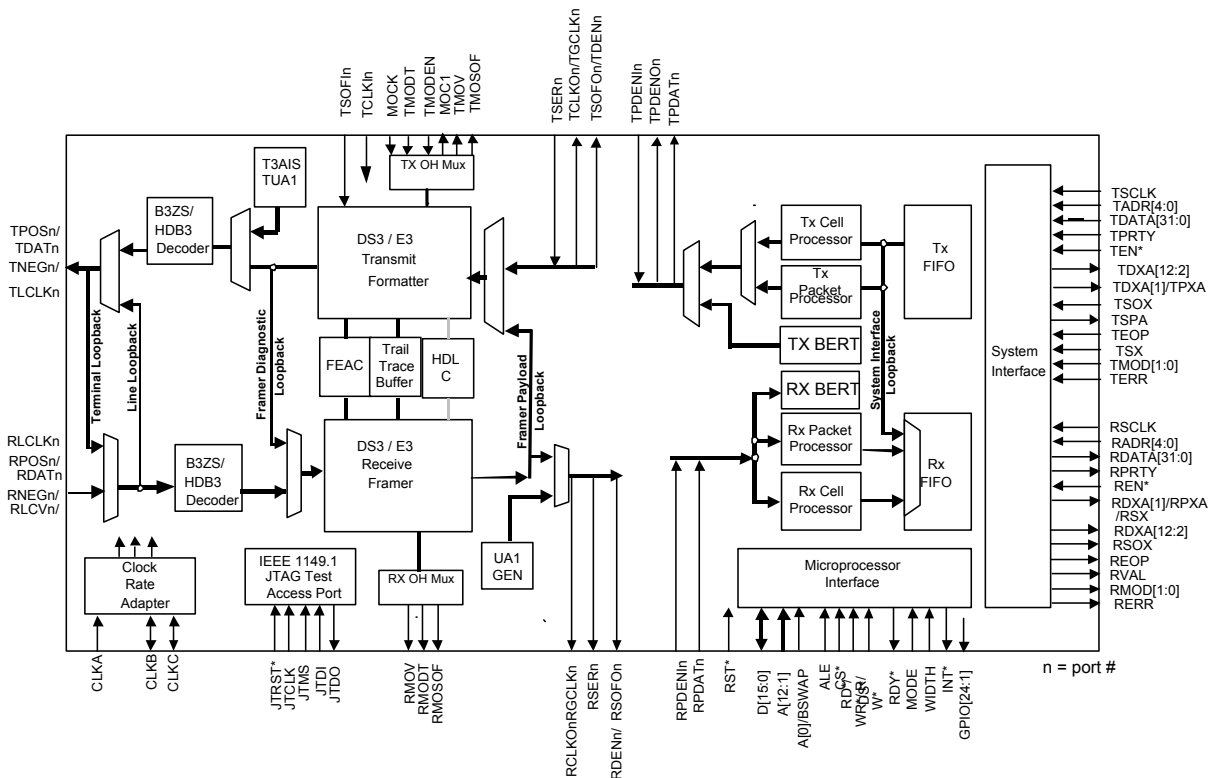 TSOFIn
TCLKIn
MOCK
TMODT
TMODEN
MOC1
TMOV
TMOSOF
TSERn
TCLKOn/TGCLKn
TSOFOn/TDENn
TPDENIn
TPDENOn
TPDATn
T3AIS
TUA1
TX OH Mux
B3ZS/
HDB3
Decoder
DS3 / E3
Transmit
Formatter
Tx Cell
Processor
Tx
Packet
Processor
Tx
FIFO
TX BERT
RX BERT
TPOSn/
TDATn
TNEGn/
TLCLKn
Terminal Loopback
Line Loopback
Framer Diagnostic
Loopback
FEAC
Trail
Trace
Buffer
HDL
C
Framer Payload
Loopback
System Interface
Loopback
System
Interface
TSCLK
TADR[4:0]
TDATA[31:0]
TPRTY
TEN*
TDXA[12:2]
TDXA[1]/TPXA
TSOX
TSPA
TEOP
TSX
TMOD[1:0]
TERR
RLCLKn
RPOSn/
RDATn
RNEGn/
RLCVn/
B3ZS/
HDB3
Decoder
DS3 / E3
Receive
Framer
Rx Packet
Processor
Rx Cell
Processor
Rx
FIFO
RSCLK
RADR[4:0]
RDATA[31:0]
RPRTY
REN*
RDXA[1]/RPXA
/RSX
RDXA[12:2]
RSOX
REOP
RVAL
RMOD[1:0]
RERR
Clock
Rate
Adapter
IEEE 1149.1
JTAG Test
Access Port
RX OH Mux
UA1
GEN
Microprocessor
Interface
CLKA
CLKB
CLKC
JTRST*
JTCLK
JTMS
JTDI
JTDO
RMOV
RMODT
RMOSOF
RCLKOnRGCLKn
RSERn
RDENn/ RSOFOn
RPDENIn
RPDATn
RST*
D[15:0]
A[12:1]
A[0]/BSWAP
ALE
CS*
W*
RDY*
MODE
WIDTH
INT*
GPIO[24:1]
n = port #